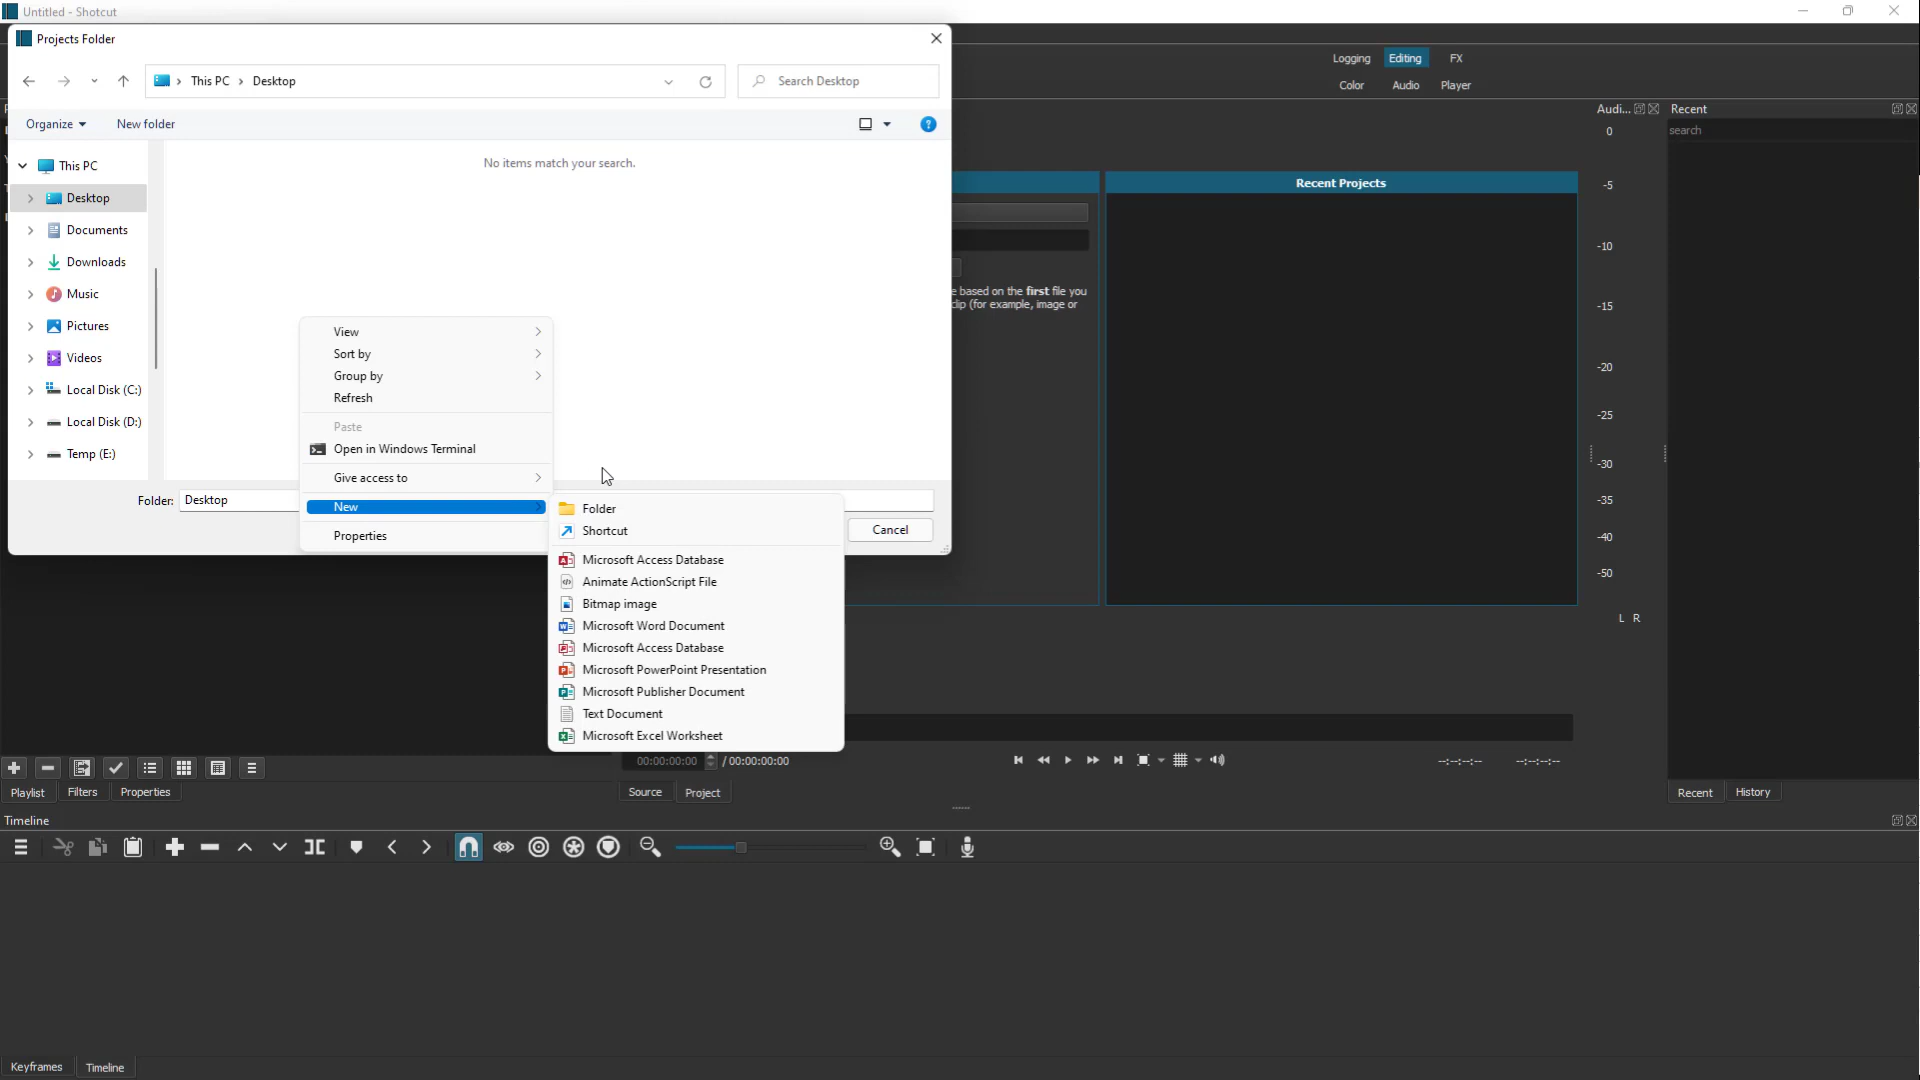 Untitled - Shotcut
Projects Folder
This PC
Desktop
Search Desktop
Organize
New folder
This PC
Desktop
Documents
Downloads
Music
Pictures
Videos
Local Disk (C:)
Local Disk (D:)
Temp (E:)
No items match your search.
Folder:
Desktop
Cancel
View
Sort by
Group by
Refresh
Paste
Open in Windows Terminal
Give access to
New
Properties
Folder
Shortcut
Microsoft Access Database
Animate ActionScript File
Bitmap image
Microsoft Word Document
Microsoft Access Database
Microsoft PowerPoint Presentation
Microsoft Publisher Document
Text Document
Microsoft Excel Worksheet
Logging
Editing
FX
Color
Audio
Player
based on the first file you
clip (for example, image or
Recent Projects
Audi...
0
-5
-10
-15
-20
-25
-30
-35
-40
-50
L R
Recent
search
00:00:00:00
/ 00:00:00:00
--:--:--:--
--:--:--:--
Playlist
Filters
Properties
Source
Project
Recent
History
Timeline
Keyframes
Timeline